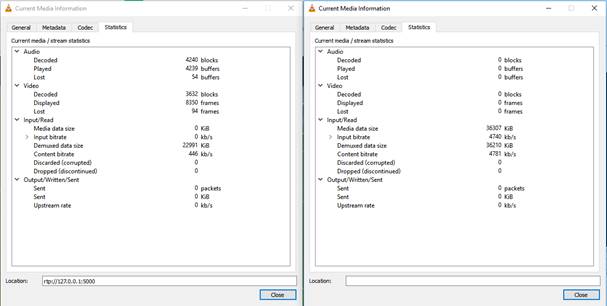 Current Media Information
General Metadata Codec Statistics
Current media / stream statistics
Audio
Decoded 4240 blocks
Played 4239 buffers
Lost 54 buffers
Video
Decoded 3632 blocks
Displayed 8350 frames
Lost 94 frames
Input/Read
Media data size 0 KiB
Input bitrate 0 kb/s
Demuxed data size 22991 KiB
Content bitrate 446 kb/s
Discarded (corrupted) 0
Dropped (discontinued) 0
Output/Written/Sent
Sent 0 packets
Sent 0 KiB
Upstream rate 0 kb/s
Location: rtp://127.0.0.1:5000
Close
Current Media Information
General Metadata Codec Statistics
Current media / stream statistics
Audio
Decoded 0 blocks
Played 0 buffers
Lost 0 buffers
Video
Decoded 0 blocks
Displayed 0 frames
Lost 0 frames
Input/Read
Media data size 36307 KiB
Input bitrate 4740 kb/s
Demuxed data size 36210 KiB
Content bitrate 4781 kb/s
Discarded (corrupted) 0
Dropped (discontinued) 0
Output/Written/Sent
Sent 0 packets
Sent 0 KiB
Upstream rate 0 kb/s
Location:
Close